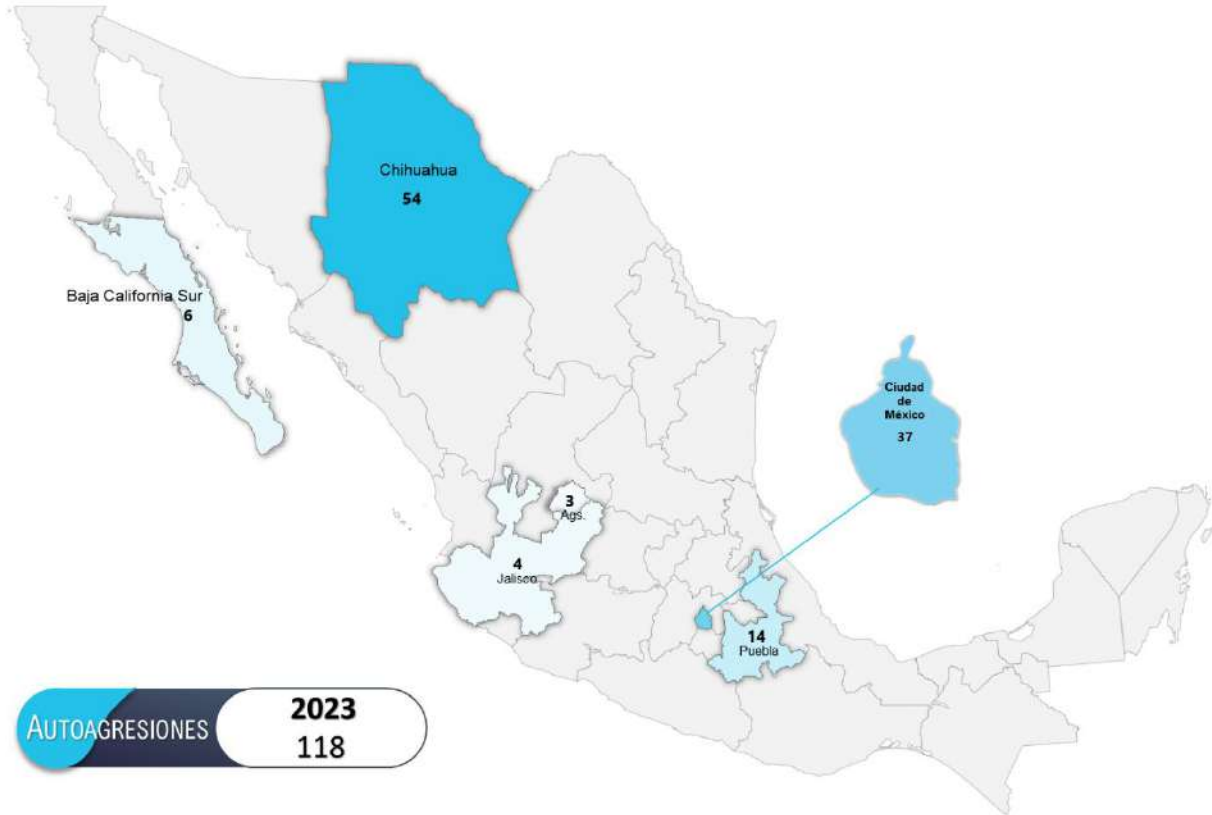 Chihuahua
54
Baja California Sur
6
Ciudad
de
México
37
3
Ags.
4
Jalisco
14
Puebla
AUTOAGRESIONES
2023
118